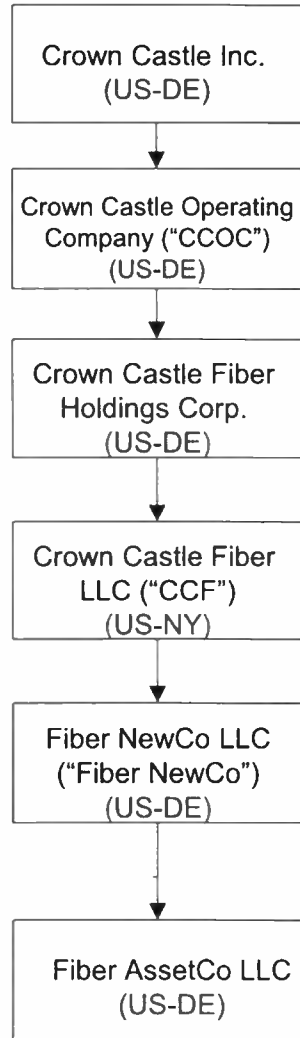 Crown Castle Inc.
(US-DE)
Crown Castle Operating
Company ("CCOC")
(US-DE)
Crown Castle Fiber
Holdings Corp.
(US-DE)
Crown Castle Fiber
LLC ("CCF")
(US-NY)
Fiber NewCo LLC
("Fiber NewCo")
(US-DE)
Fiber AssetCo LLC
(US-DE)